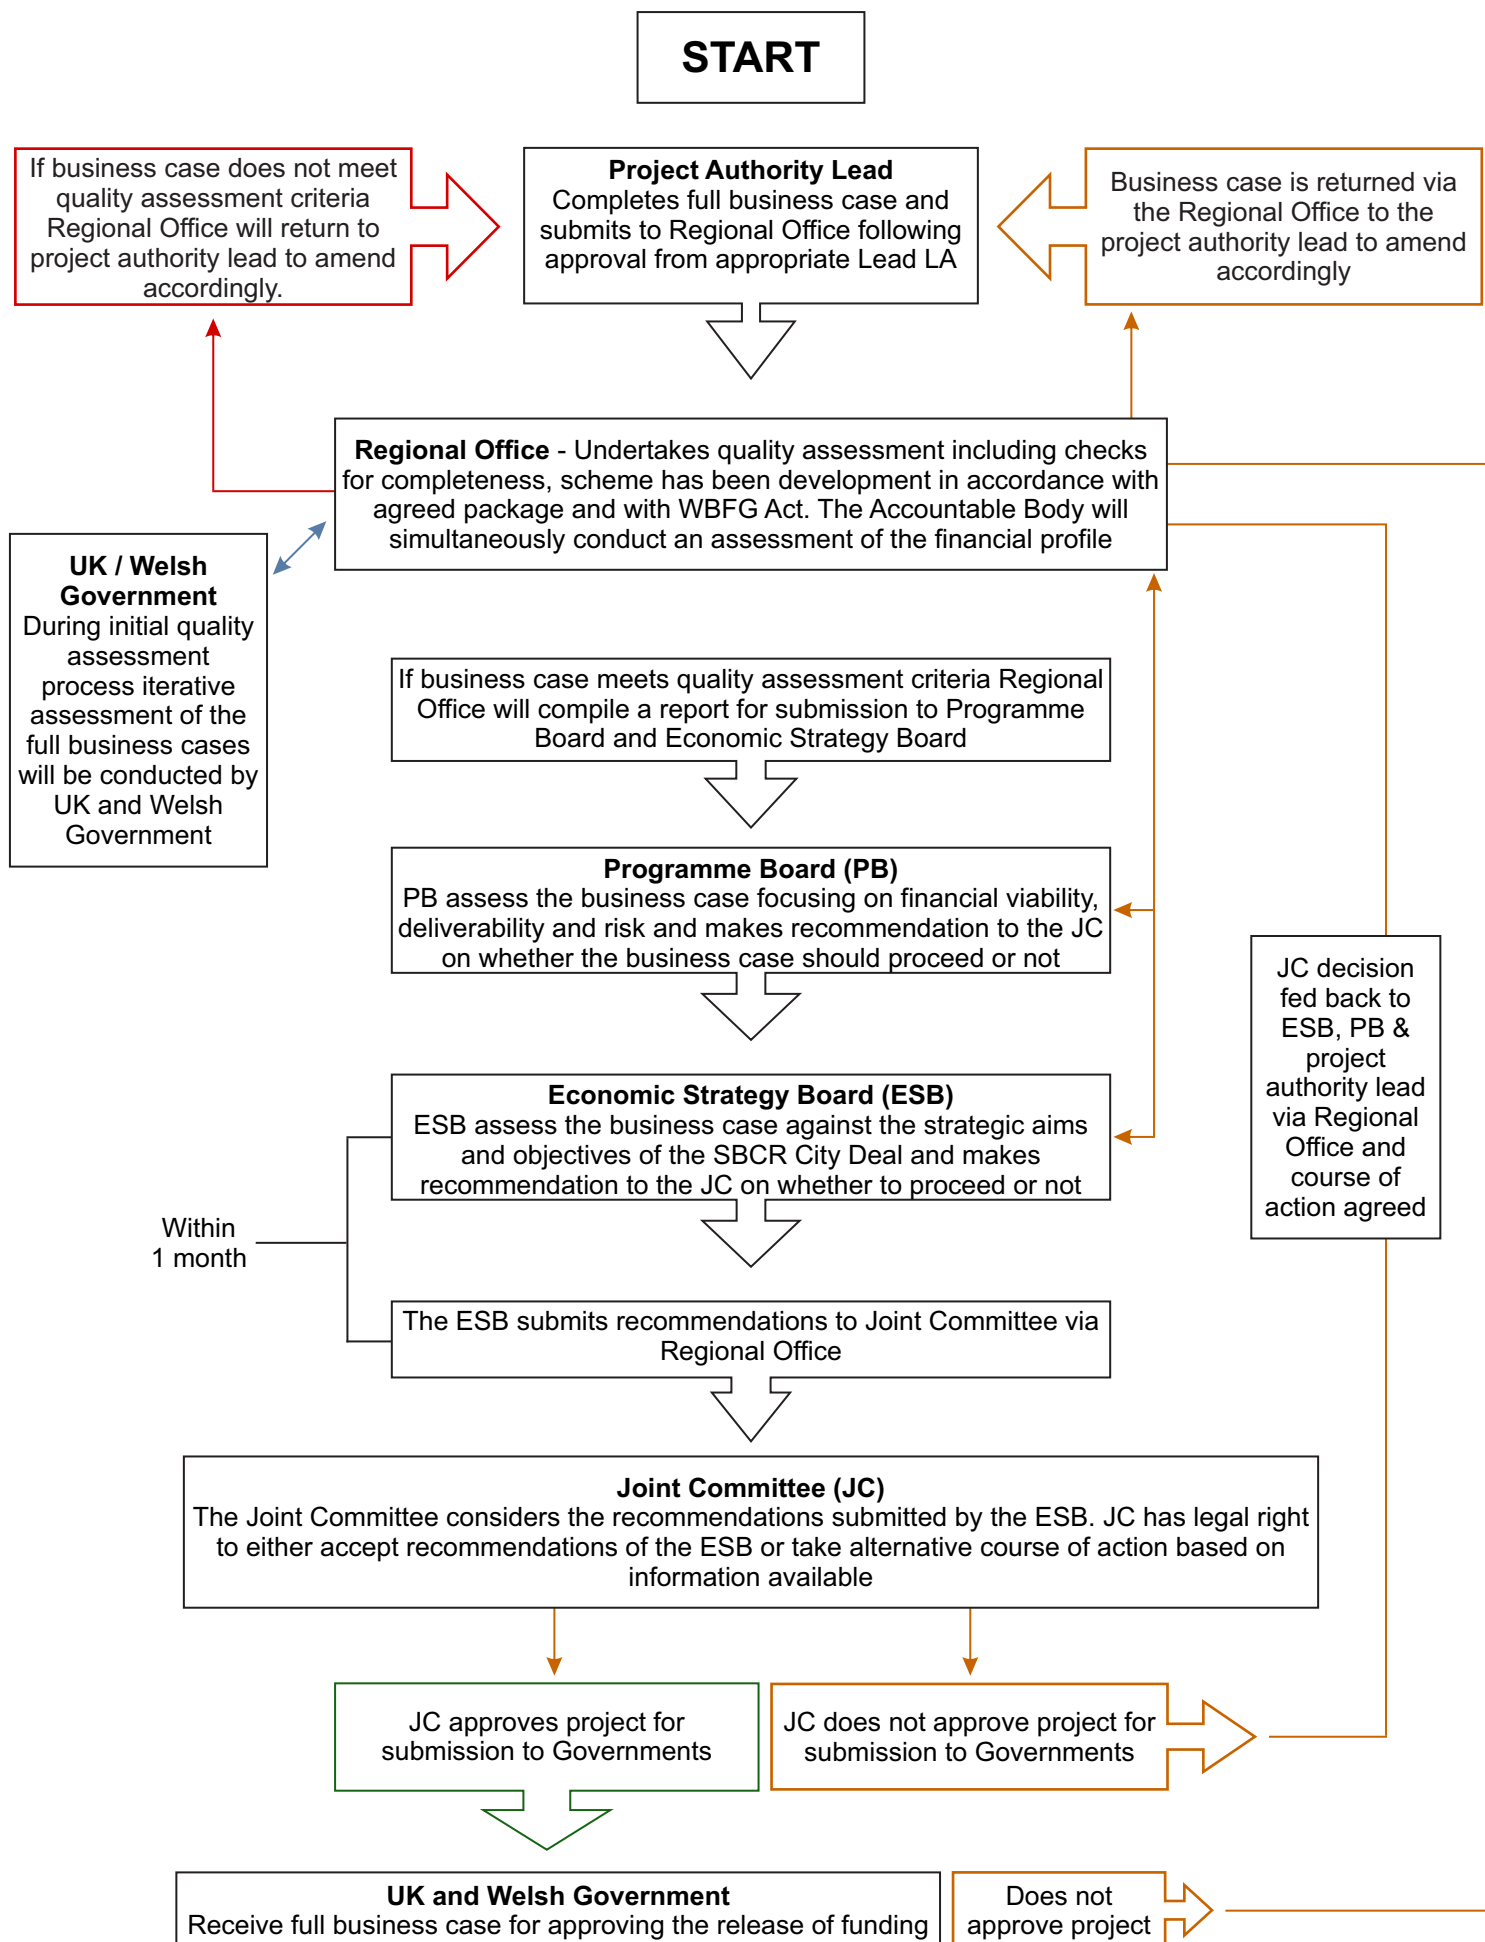 START
If business case does not meet
quality assessment criteria
Regional Office will return to
project authority lead to amend
accordingly.
Project Authority Lead
Completes full business case and
submits to Regional Office following
approval from appropriate Lead LA
Business case is returned via
the Regional Office to the
project authority lead to amend
accordingly
Regional Office - Undertakes quality assessment including checks
for completeness, scheme has been development in accordance with
agreed package and with WBFG Act. The Accountable Body will
simultaneously conduct an assessment of the financial profile
UK / Welsh
Government
During initial quality
assessment
process iterative
assessment of the
full business cases
will be conducted by
UK and Welsh
Government
If business case meets quality assessment criteria Regional
Office will compile a report for submission to Programme
Board and Economic Strategy Board
Programme Board (PB)
PB assess the business case focusing on financial viability,
deliverability and risk and makes recommendation to the JC
on whether the business case should proceed or not
JC decision
fed back to
ESB, PB &
project
authority lead
via Regional
Office and
course of
action agreed
Economic Strategy Board (ESB)
ESB assess the business case against the strategic aims
and objectives of the SBCR City Deal and makes
recommendation to the JC on whether to proceed or not
Within
1 month
The ESB submits recommendations to Joint Committee via
Regional Office
Joint Committee (JC)
The Joint Committee considers the recommendations submitted by the ESB. JC has legal right
to either accept recommendations of the ESB or take alternative course of action based on
information available
JC approves project for
submission to Governments
JC does not approve project for
submission to Governments
UK and Welsh Government
Receive full business case for approving the release of funding
Does not
approve project